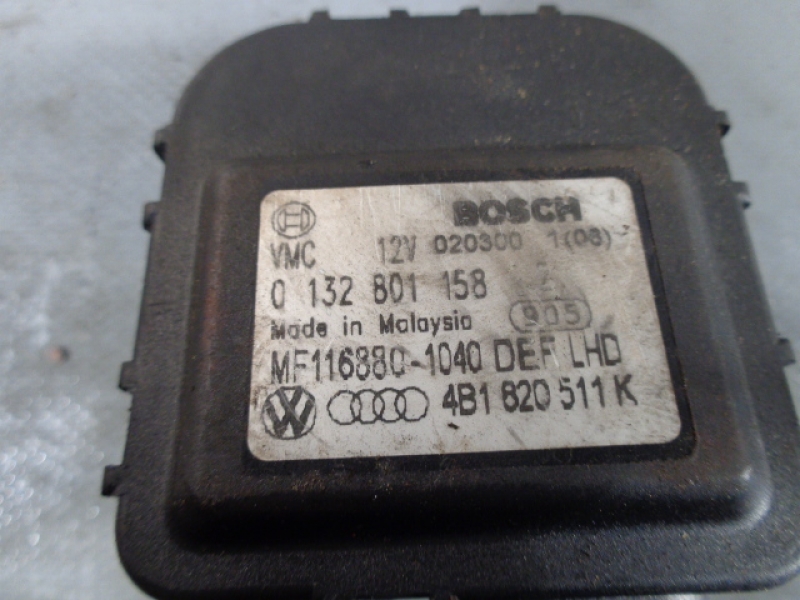 BOSCH
VMC 12V 020300 1(08)
0 132 801 158
Made in Malaysia 905
MF116880-1040 DEF LHD
VW 4B1 820 511 K